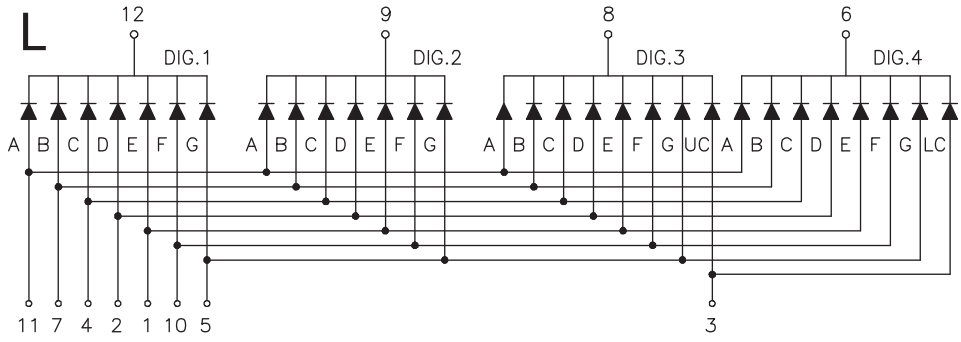 L
12 9 8 6
DIG.1 DIG.2 DIG.3 DIG.4
A B C D E F G A B C D E F G A B C D E F G UC A B C D E F G LC
11 7 4 2 1 10 5 3